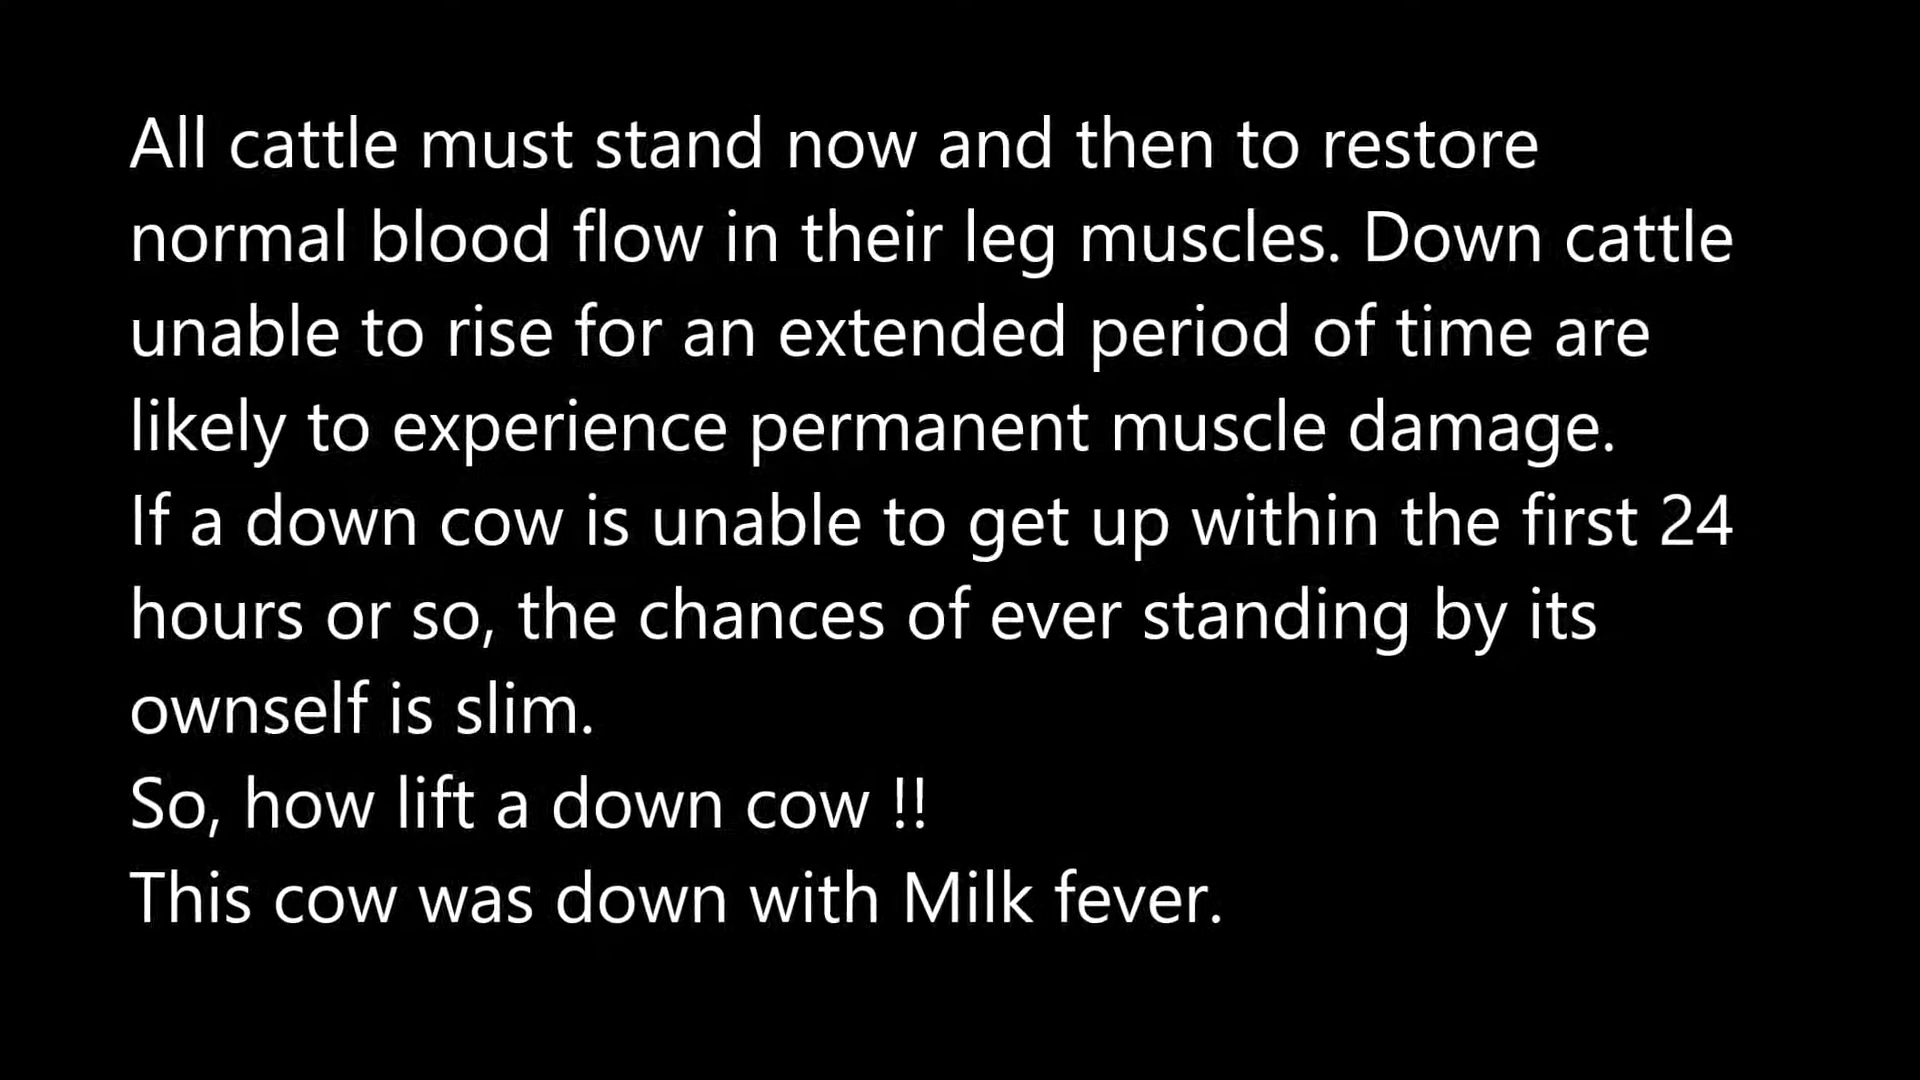 All cattle must stand now and then to restore
normal blood flow in their leg muscles. Down cattle
unable to rise for an extended period of time are
likely to experience permanent muscle damage.
If a down cow is unable to get up within the first 24
hours or so, the chances of ever standing by its
ownself is slim.
So, how lift a down cow !!
This cow was down with Milk fever.